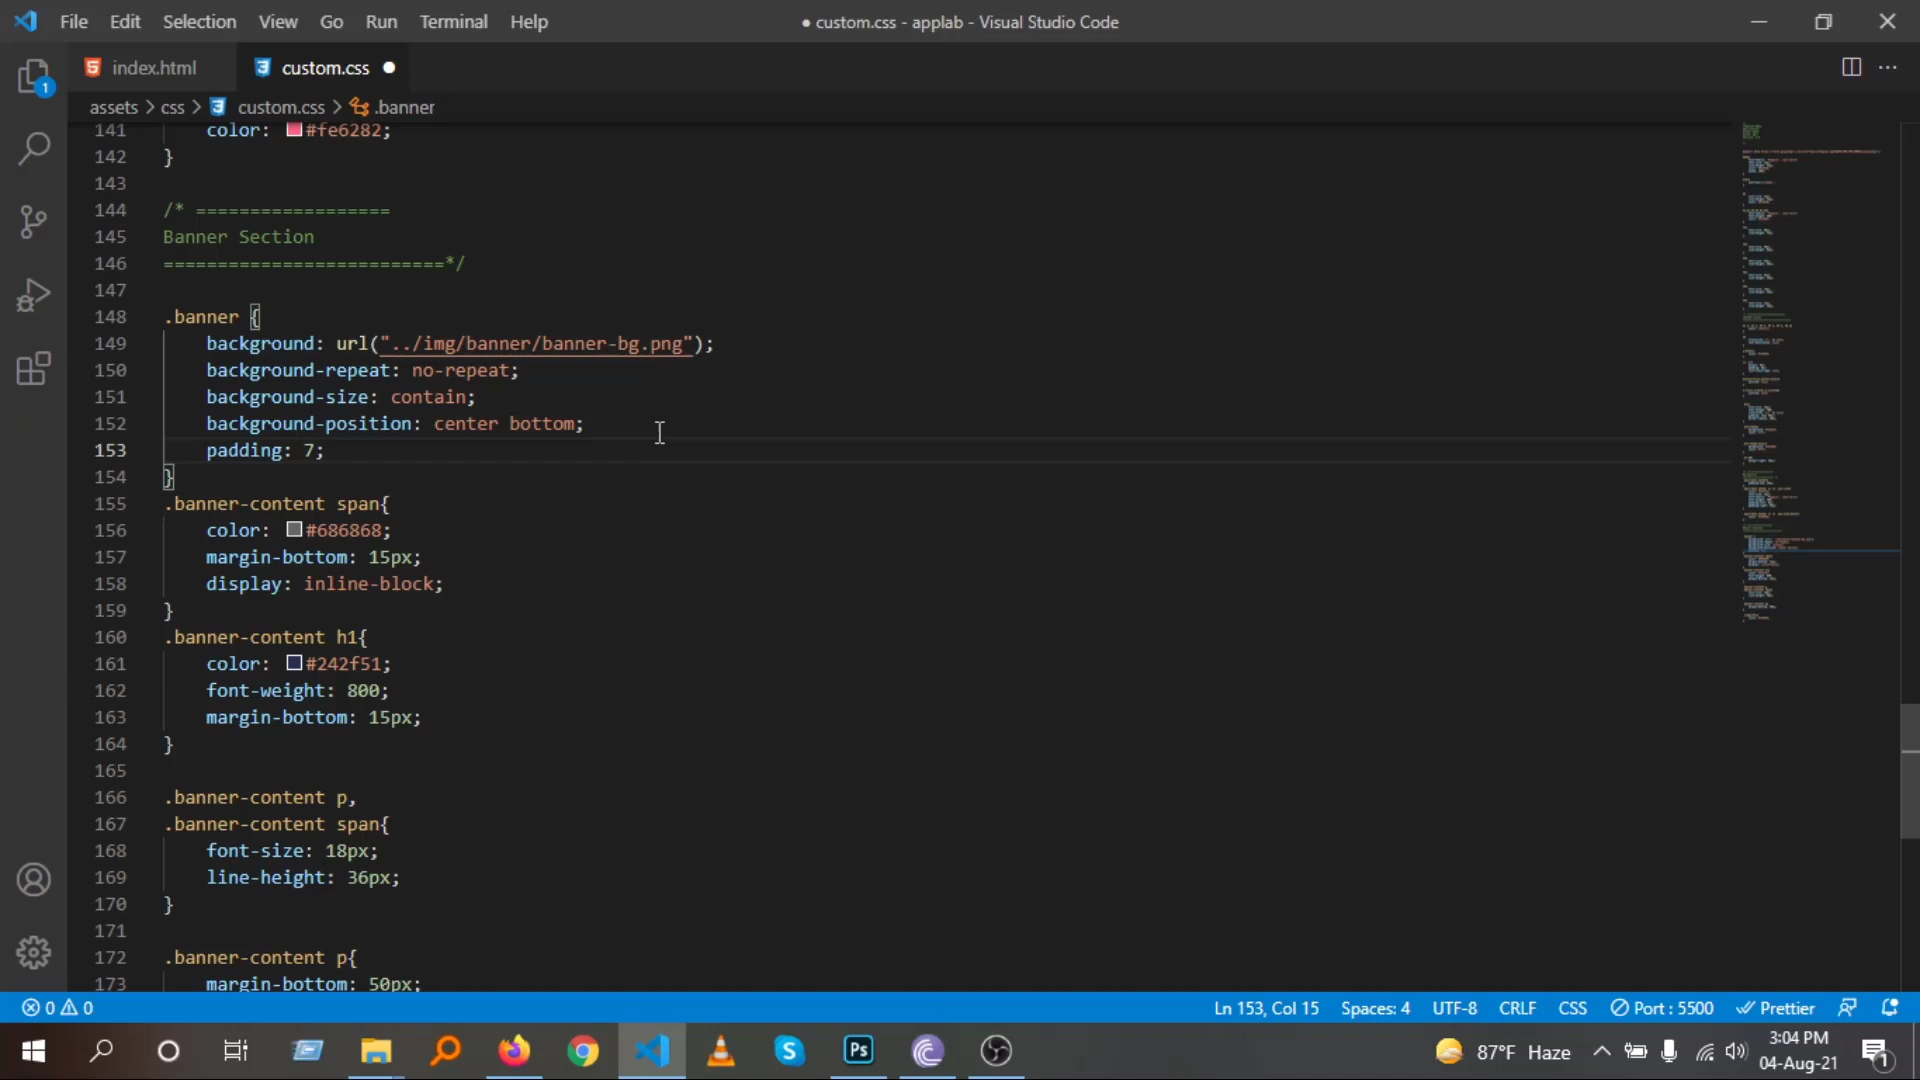 File Edit Selection View Go Run Terminal Help
● custom.css - applab - Visual Studio Code
index.html custom.css
assets > css > custom.css > .banner
141 color: #fe6282;
142 }
143
144 /* ==================
145 Banner Section
146 ==========================*/
147
148 .banner {
149 background: url("../img/banner/banner-bg.png");
150 background-repeat: no-repeat;
151 background-size: contain;
152 background-position: center bottom;
153 padding: 7;
154 }
155 .banner-content span{
156 color: #686868;
157 margin-bottom: 15px;
158 display: inline-block;
159 }
160 .banner-content h1{
161 color: #242f51;
162 font-weight: 800;
163 margin-bottom: 15px;
164 }
165
166 .banner-content p,
167 .banner-content span{
168 font-size: 18px;
169 line-height: 36px;
170 }
171
172 .banner-content p{
173 margin-bottom: 50px;
1
0 0 Ln 153, Col 15 Spaces: 4 UTF-8 CRLF CSS Port : 5500 Prettier
Ps S 87°F Haze 3:04 PM
04-Aug-21 1